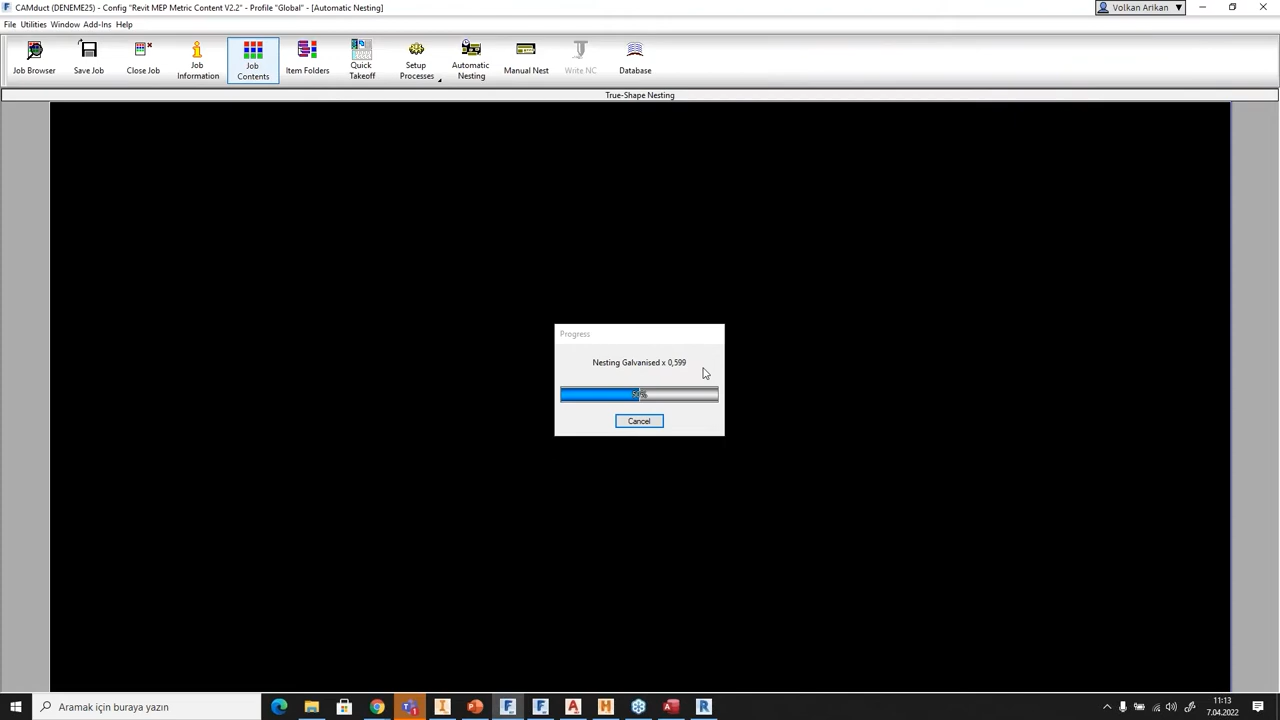 CAMduct (DENEME25) - Config "Revit MEP Metric Content V2.2" - Profile "Global" - [Automatic Nesting]
Volkan Arikan
File Utilities Window Add-Ins Help
Job Browser
Save Job
Close Job
Job Information
Job Contents
Item Folders
Quick Takeoff
Setup Processes
Automatic Nesting
Manual Nest
Write NC
Database
True-Shape Nesting
Progress
Nesting Galvanised x 0,599
Cancel
Aramak için buraya yazın
11:13
7.04.2022